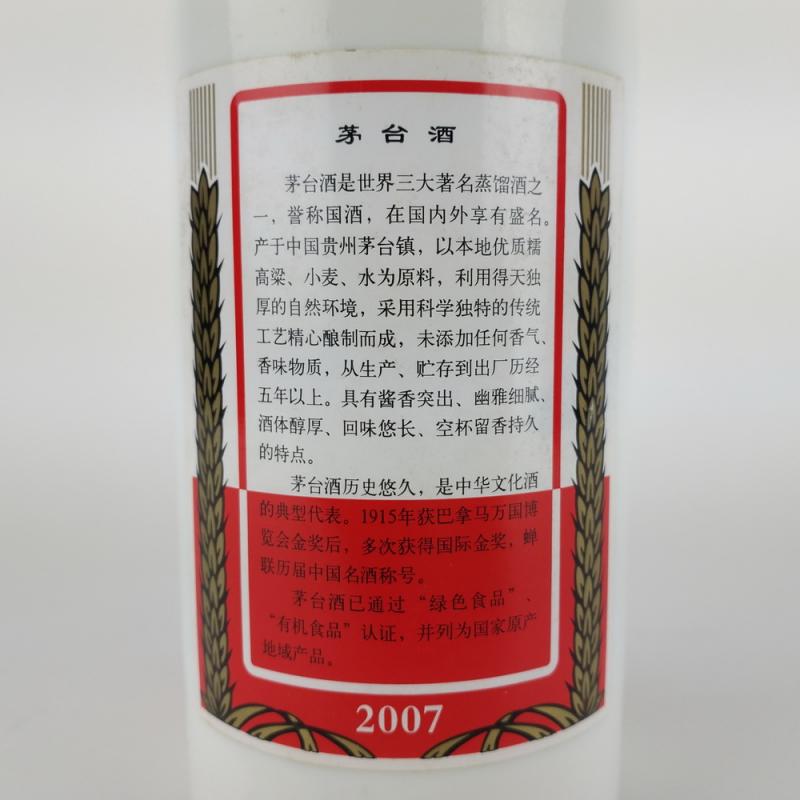 茅台酒
茅台酒是世界三大著名蒸馏酒之
一，誉称国酒，在国内外享有盛名。
产于中国贵州茅台镇，以本地优质糯
高粱、小麦、水为原料，利用得天独
厚的自然环境，采用科学独特的传统
工艺精心酿制而成，未添加任何香气、
香味物质，从生产、贮存到出厂历经
五年以上。具有酱香突出、幽雅细腻、
酒体醇厚、回味悠长、空杯留香持久
的特点。
茅台酒历史悠久，是中华文化酒
的典型代表。1915年获巴拿马万国博
览会金奖后，多次获得国际金奖，蝉
联历届中国名酒称号。
茅台酒已通过“绿色食品”、
“有机食品”认证，并列为国家原产
地域产品。
2007